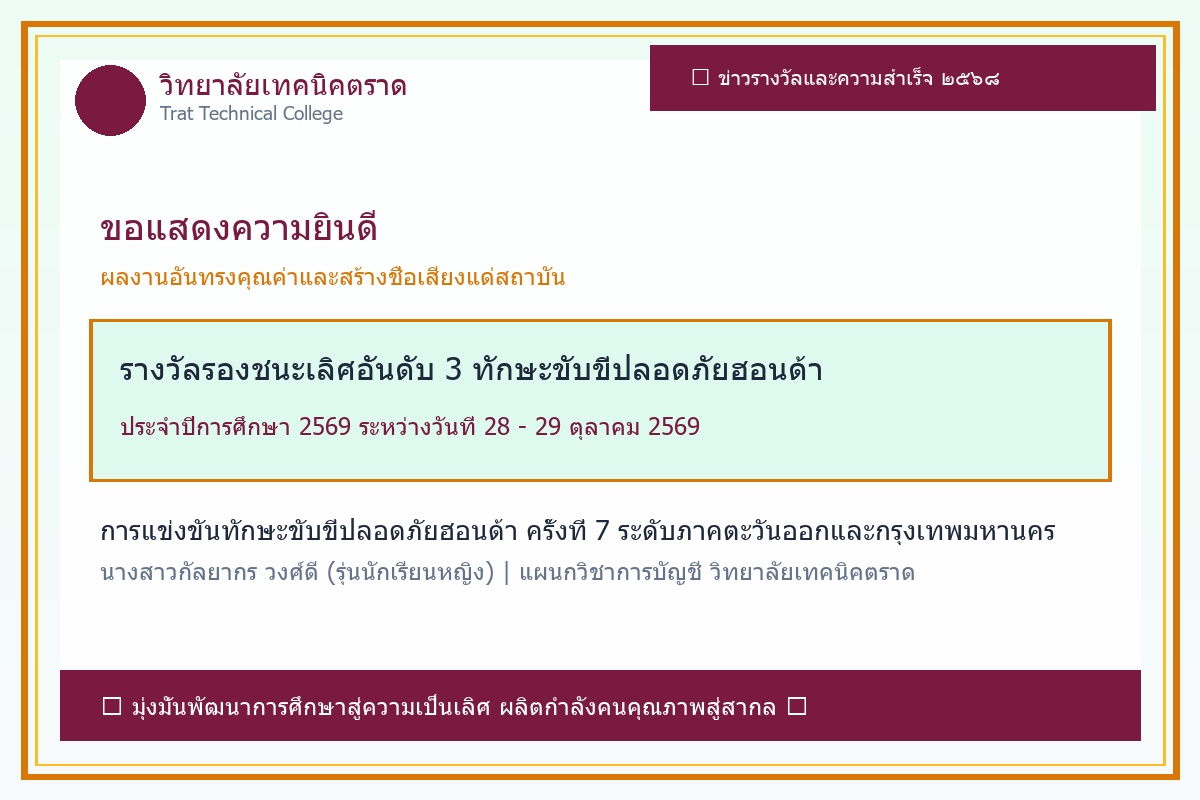 วิทยาลัยเทคนิคตราด
Trat Technical College
☐ ข่าวรางวัลและความสำเร็จ ๒๕๖๘
ขอแสดงความยินดี
ผลงานอันทรงคุณค่าและสร้างชื่อเสียงแด่สถาบัน
รางวัลรองชนะเลิศอันดับ 3 ทักษะขับขี่ปลอดภัยฮอนด้า
ประจำปีการศึกษา 2569 ระหว่างวันที่ 28 - 29 ตุลาคม 2569
การแข่งขันทักษะขับขี่ปลอดภัยฮอนด้า ครั้งที่ 7 ระดับภาคตะวันออกและกรุงเทพมหานคร
นางสาวกัลยากร วงศ์ดี (รุ่นนักเรียนหญิง) | แผนกวิชาการบัญชี วิทยาลัยเทคนิคตราด
☐ มุ่งมั่นพัฒนาการศึกษาสู่ความเป็นเลิศ ผลิตกำลังคนคุณภาพสู่สากล ☐